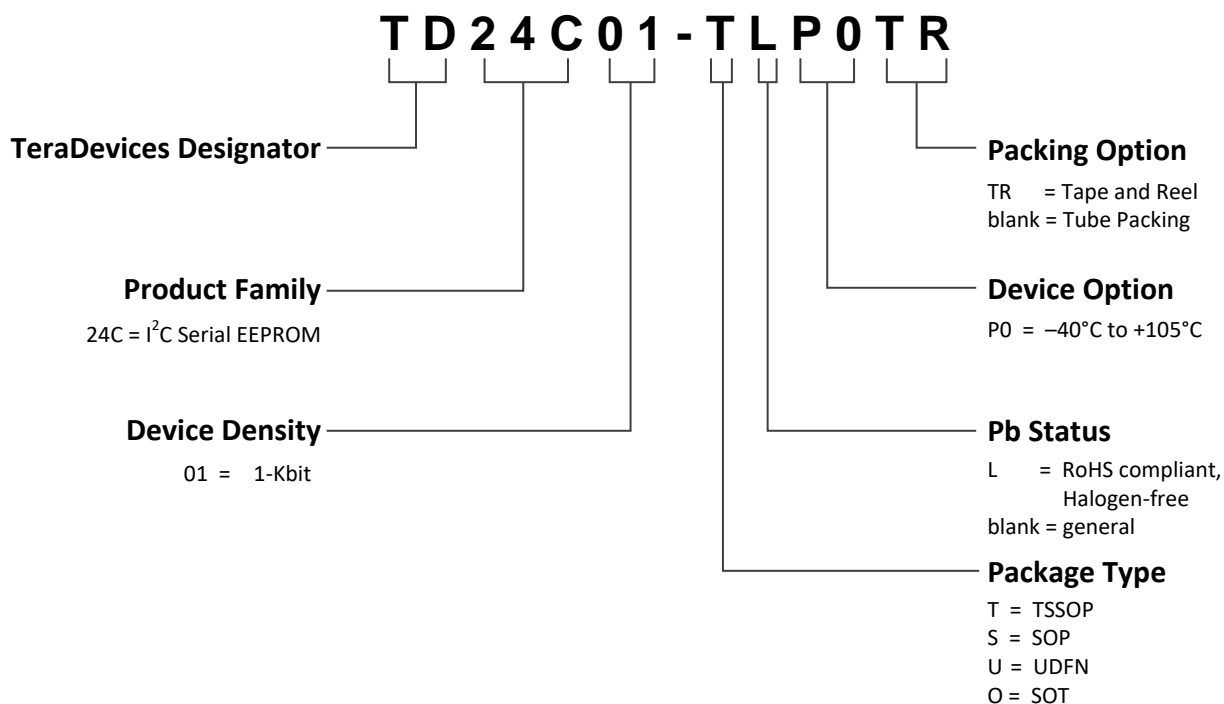 TD24C01-TLP0TR
TeraDevices Designator
Product Family
24C = I²C Serial EEPROM
Device Density
01 = 1-Kbit
Packing Option
TR = Tape and Reel
blank = Tube Packing
Device Option
P0 = –40°C to +105°C
Pb Status
L = RoHS compliant,
Halogen-free
blank = general
Package Type
T = TSSOP
S = SOP
U = UDFN
O = SOT